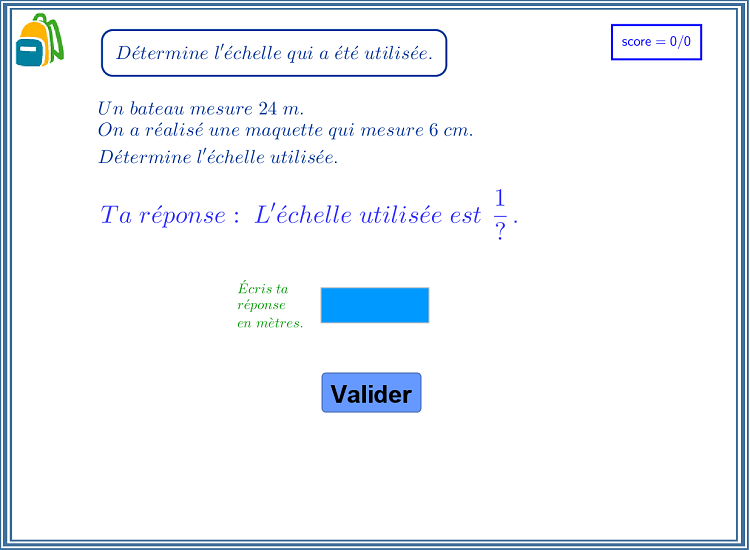 Détermine l'échelle qui a été utilisée.
score = 0/0
Un bateau mesure 24 m.
On a réalisé une maquette qui mesure 6 cm.
Détermine l'échelle utilisée.
Ta réponse : L'échelle utilisée est 1/? .
Écris ta
réponse
en mètres.
Valider